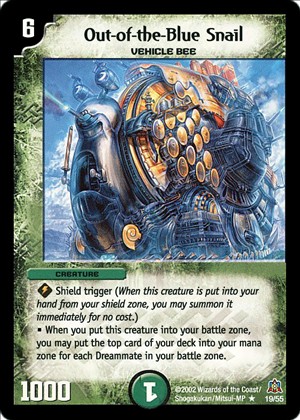 6
Out-of-the-Blue Snail
VEHICLE BEE
CREATURE
Shield trigger (When this creature is put into your
hand from your shield zone, you may summon it
immediately for no cost.)
• When you put this creature into your battle zone,
you may put the top card of your deck into your mana
zone for each Dreammate in your battle zone.
1000
1
©2002 Wizards of the Coast/
Shogakukan/Mitsui-MP ★ 19/55